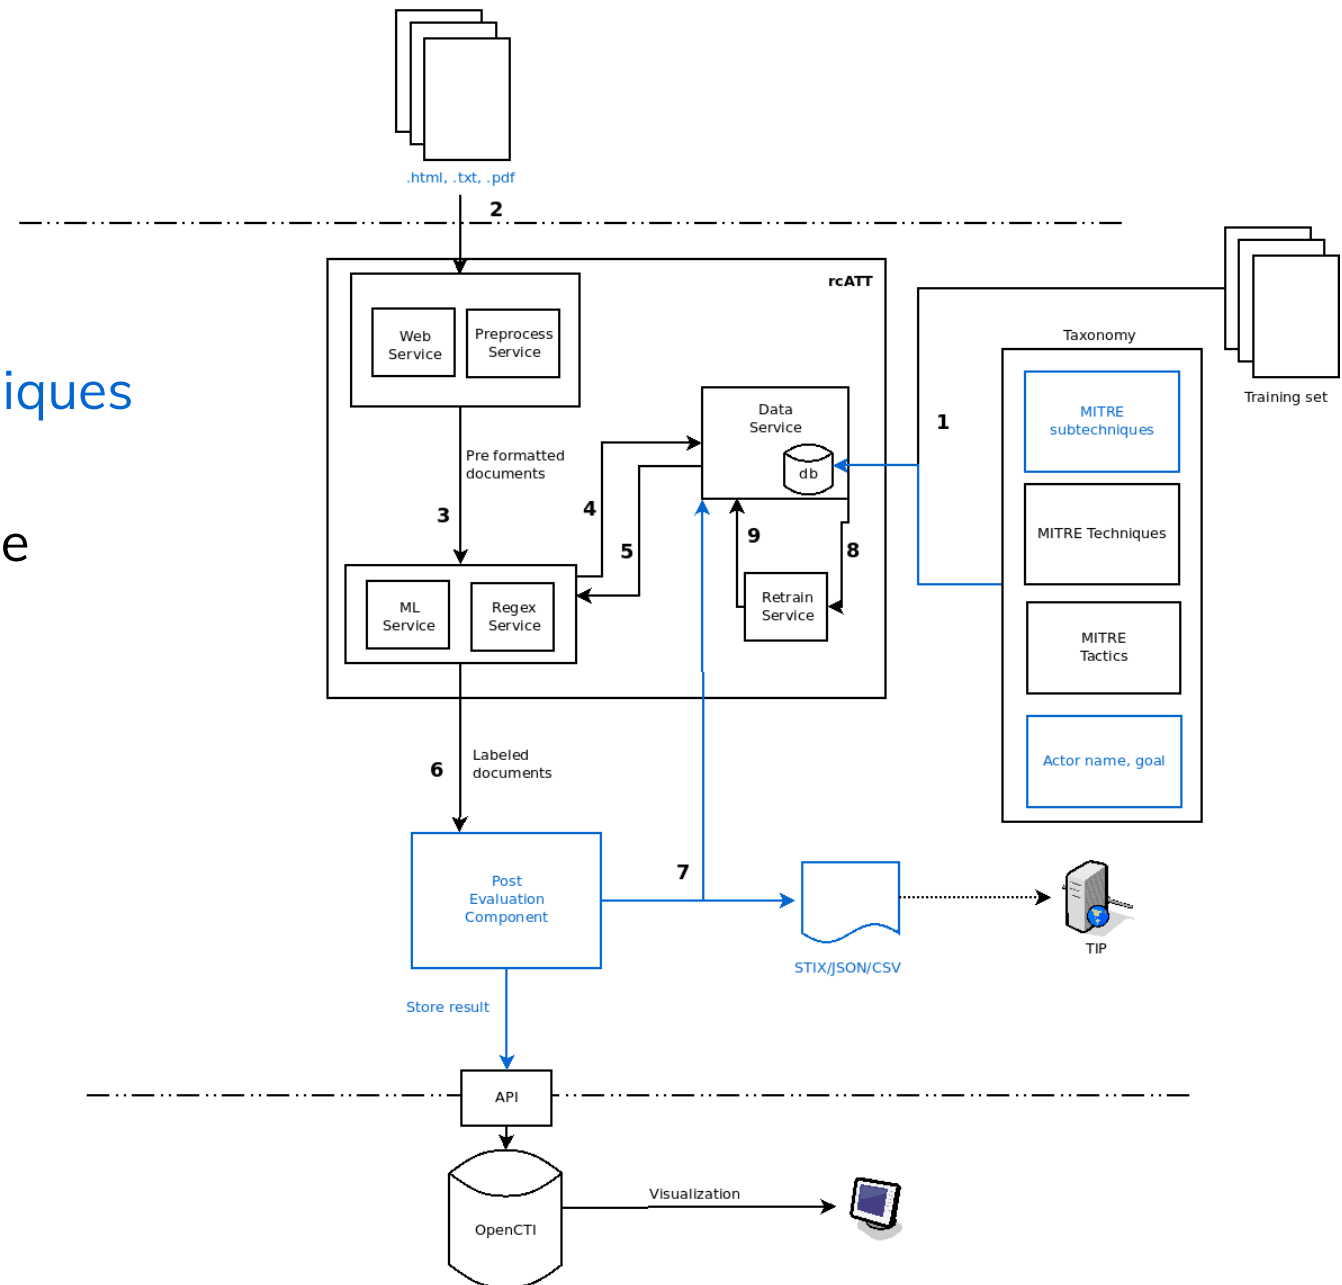 .html, .txt, .pdf
2
rcATT
Web
Service
Preprocess
Service
Taxonomy
Training set
iques
MITRE
subtechniques
1
Data
Service
db
Pre formatted
documents
3
4
5
9
8
MITRE Techniques
e
ML
Service
Regex
Service
Retrain
Service
MITRE
Tactics
6
Labeled
documents
Actor name, goal
7
Post
Evaluation
Component
TIP
STIX/JSON/CSV
Store result
API
Visualization
OpenCTI